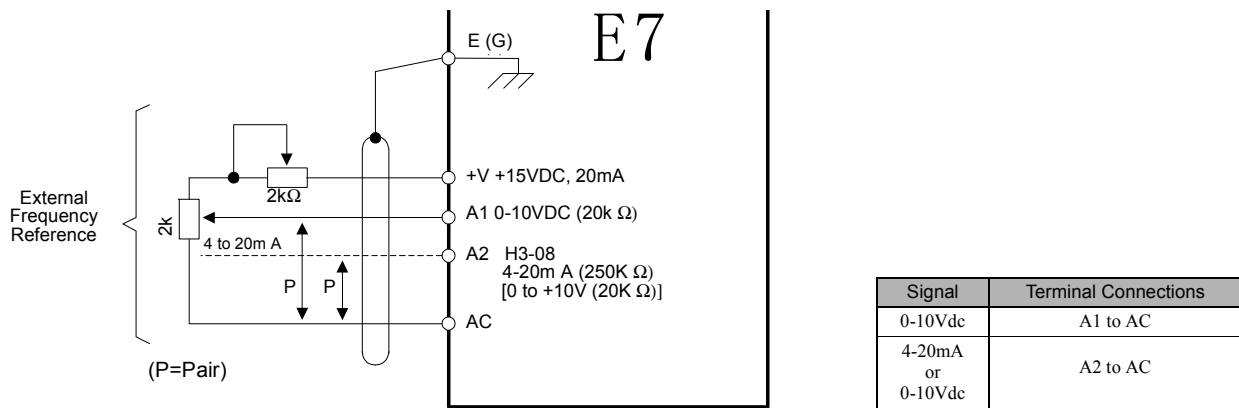 E7
E (G)
+V +15VDC, 20mA
2kΩ
A1 0-10VDC (20k Ω)
External
Frequency
Reference
2k
4 to 20m A
A2 H3-08
4-20m A (250K Ω)
[0 to +10V (20K Ω)]
P P
AC
(P=Pair)
Signal Terminal Connections
0-10Vdc A1 to AC
4-20mA
or
0-10Vdc
A2 to AC